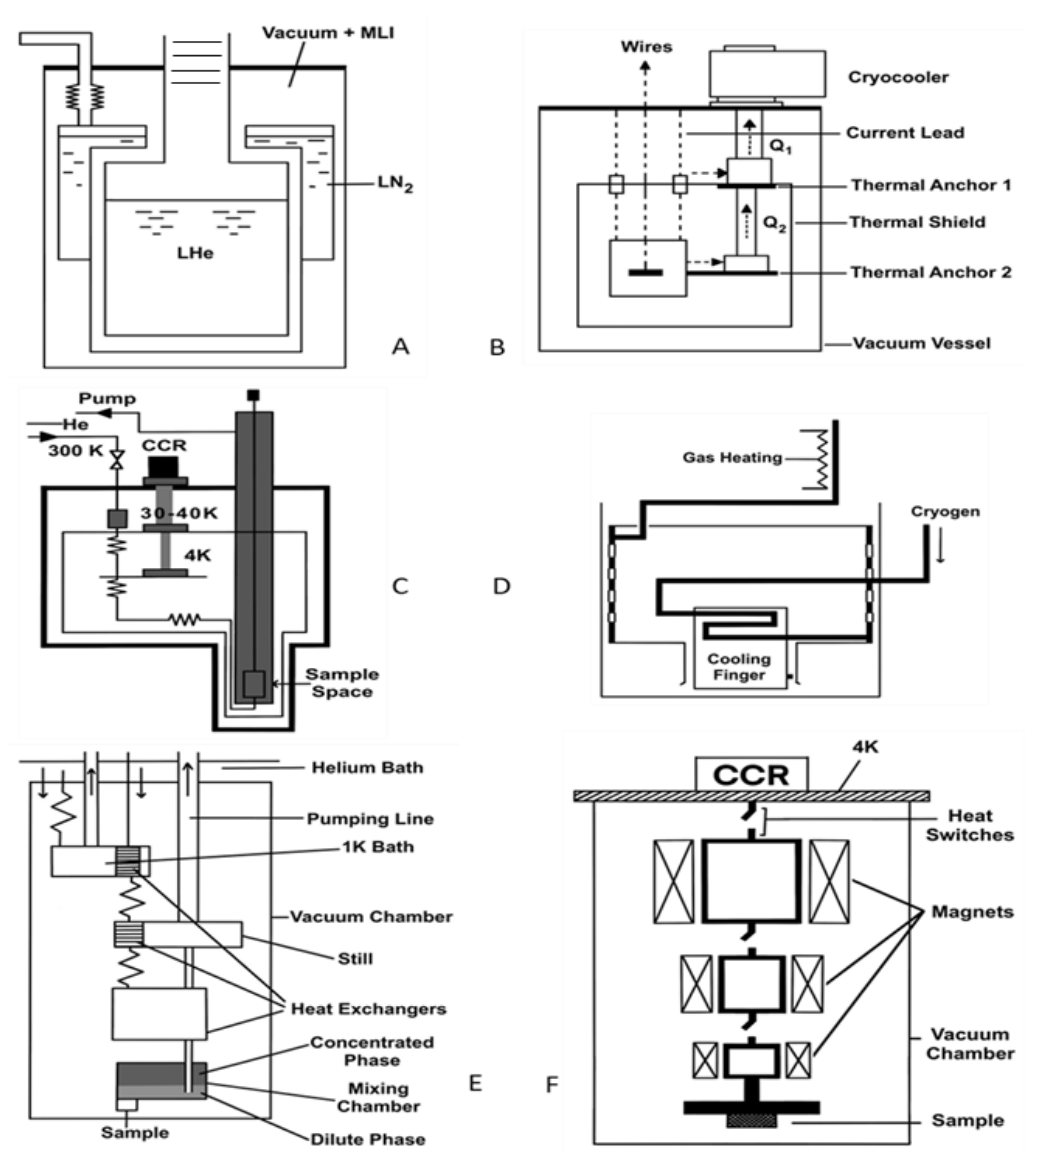 Vacuum + MLI
LN2
LHe
A
Wires
Cryocooler
Current Lead
Q1
Thermal Anchor 1
Thermal Shield
Q2
Thermal Anchor 2
Vacuum Vessel
B
Pump
He
300 K
CCR
30-40K
4K
Sample
Space
C
Gas Heating
Cryogen
Cooling
Finger
D
Helium Bath
Pumping Line
1K Bath
Vacuum Chamber
Still
Heat Exchangers
Concentrated
Phase
Mixing
Chamber
Sample
Dilute Phase
E
4K
CCR
Heat
Switches
Magnets
Vacuum
Chamber
Sample
F